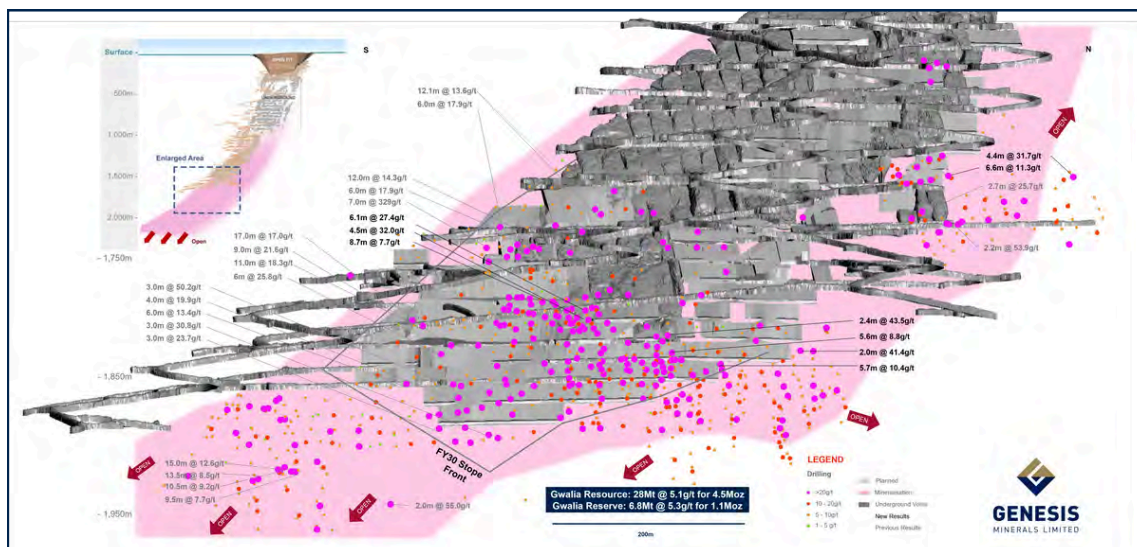 Surface
S
N
OPEN PIT
500m
1,000m
Enlarged Area
1,500m
2,000m
Open
- 1,750m
- 1,850m
- 1,950m
12.1m @ 13.6g/t
6.0m @ 17.9g/t
12.0m @ 14.3g/t
6.0m @ 17.9g/t
7.0m @ 329g/t
6.1m @ 27.4g/t
4.5m @ 32.0g/t
8.7m @ 7.7g/t
17.0m @ 17.0g/t
9.0m @ 21.6g/t
11.0m @ 18.3g/t
6m @ 25.8g/t
3.0m @ 50.2g/t
4.0m @ 19.9g/t
6.0m @ 13.4g/t
3.0m @ 30.8g/t
3.0m @ 23.7g/t
OPEN
4.4m @ 31.7g/t
6.6m @ 11.3g/t
2.7m @ 25.7g/t
2.2m @ 53.9g/t
2.4m @ 43.5g/t
5.6m @ 8.8g/t
2.0m @ 41.4g/t
5.7m @ 10.4g/t
OPEN
OPEN
OPEN
OPEN
OPEN
15.0m @ 12.6g/t
13.5m @ 8.5g/t
10.5m @ 9.2g/t
9.5m @ 7.7g/t
2.0m @ 55.0g/t
FY30 Stope
Front
Gwalia Resource: 28Mt @ 5.1g/t for 4.5Moz
Gwalia Reserve: 6.8Mt @ 5.3g/t for 1.1Moz
200m
LEGEND
Drilling
>20g/t
10 - 20g/t
5 - 10g/t
1 - 5 g/t
Planned
Mineralisation
Underground Voids
New Results
Previous Results
GENESIS
MINERALS LIMITED